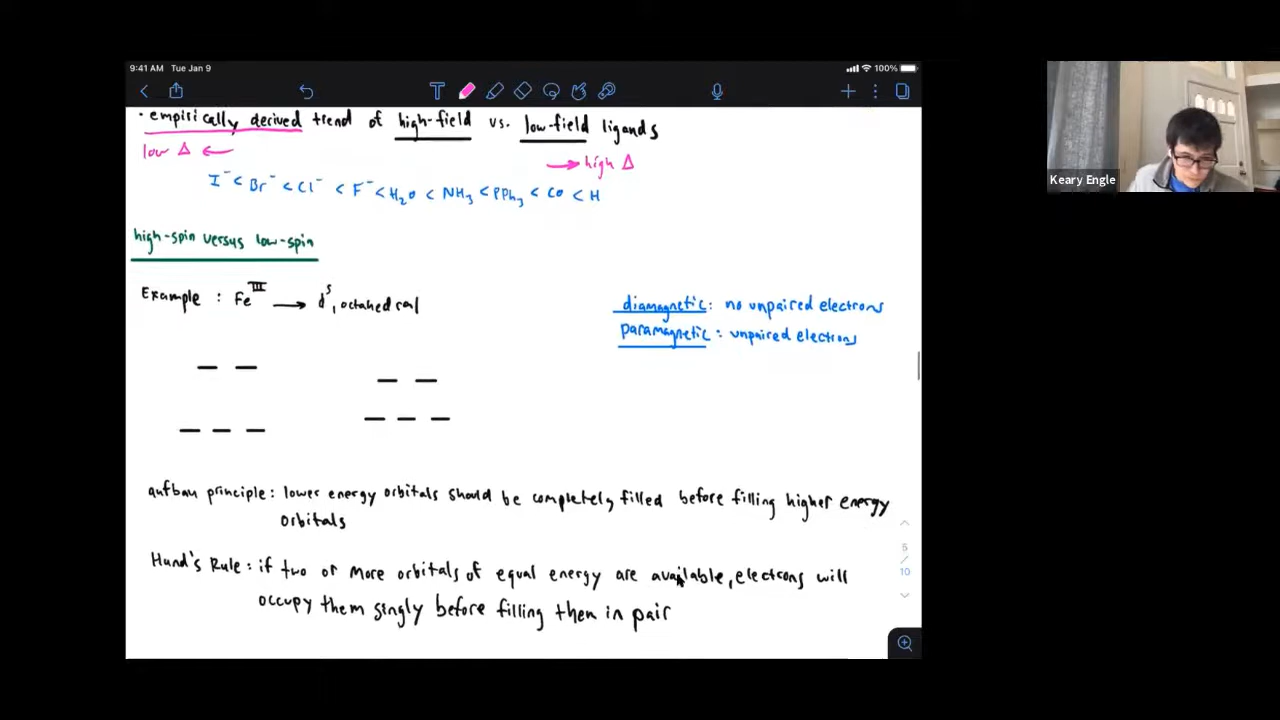 9:41 AM Tue Jan 9
100%
T
· empirically derived trend of high-field vs. low-field ligands
low Δ ←
→ high Δ
I⁻ < Br⁻ < Cl⁻ < F⁻ < H₂O < NH₃ < PPh₃ < CO < H
high-spin versus low-spin
Example : Feᴵᴵᴵ → d⁵, octahedral
diamagnetic : no unpaired electrons
paramagnetic : unpaired electrons
aufbau principle : lower energy orbitals should be completely filled before filling higher energy
orbitals
Hund's Rule : if two or more orbitals of equal energy are available, electrons will
occupy them singly before filling them in pair
5
/
10
Keary Engle